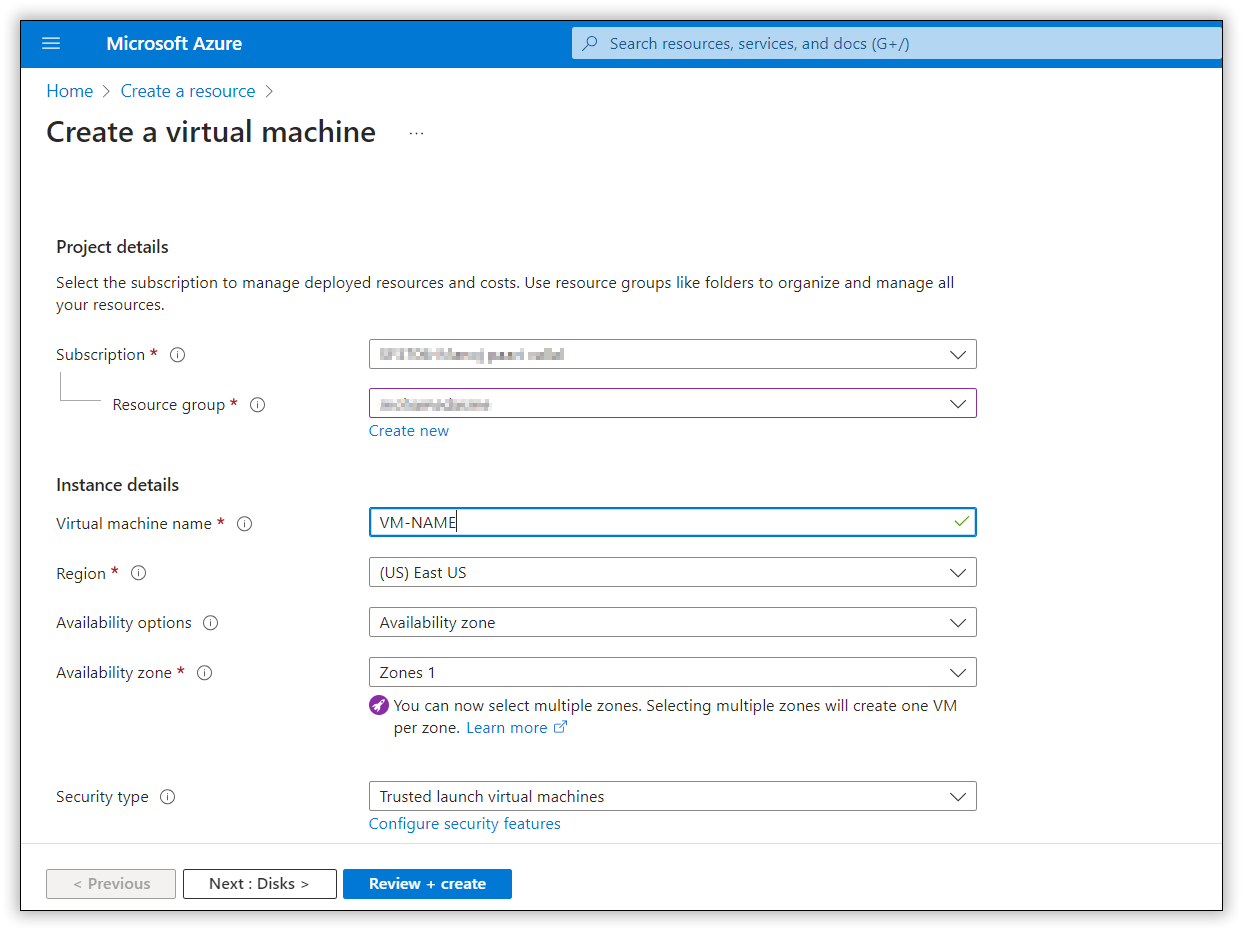 Microsoft Azure
Search resources, services, and docs (G+/)
Home > Create a resource >
Create a virtual machine ...
Project details
Select the subscription to manage deployed resources and costs. Use resource groups like folders to organize and manage all
your resources.
Subscription *
Resource group *
Create new
Instance details
Virtual machine name * VM-NAME
Region * (US) East US
Availability options Availability zone
Availability zone * Zones 1
You can now select multiple zones. Selecting multiple zones will create one VM
per zone. Learn more
Security type Trusted launch virtual machines
Configure security features
< Previous Next : Disks > Review + create